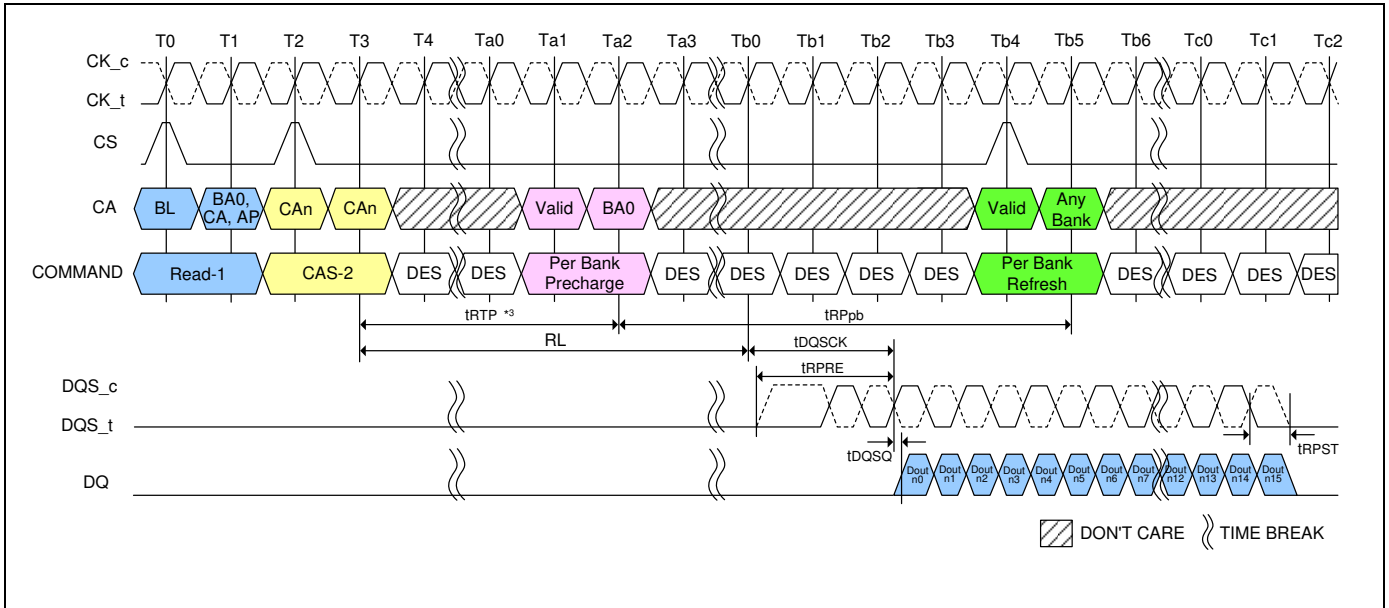 T0 T1 T2 T3 T4 Ta0 Ta1 Ta2 Ta3 Tb0 Tb1 Tb2 Tb3 Tb4 Tb5 Tb6 Tc0 Tc1 Tc2
CK_c
CK_t
CS
CA BL BA0, CA, AP CAn CAn Valid BA0 Valid Any Bank
COMMAND Read-1 CAS-2 DES DES Per Bank Precharge DES DES DES DES DES Per Bank Refresh DES DES DES DES
tRTP *3 tRPpb
RL tDQSCK
tRPRE
DQS_c
DQS_t
tDQSQ tRPST
DQ Dout n0 Dout n1 Dout n2 Dout n3 Dout n4 Dout n5 Dout n6 Dout n7 Dout n12 Dout n13 Dout n14 Dout n15
DON'T CARE TIME BREAK